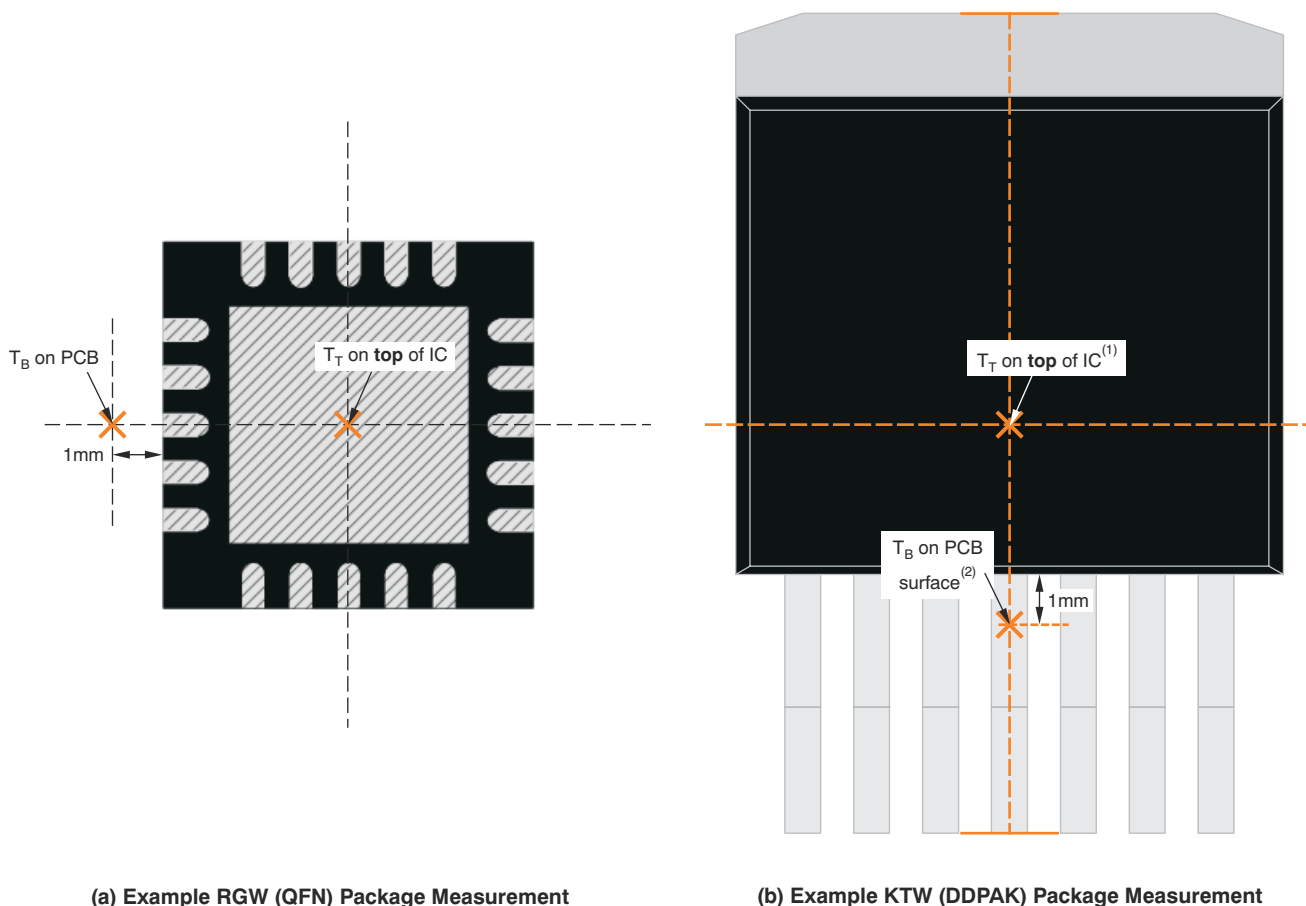 T_B on PCB
T_T on top of IC
1mm
(a) Example RGW (QFN) Package Measurement
T_T on top of IC(1)
T_B on PCB
surface(2)
1mm
(b) Example KTW (DDPAK) Package Measurement